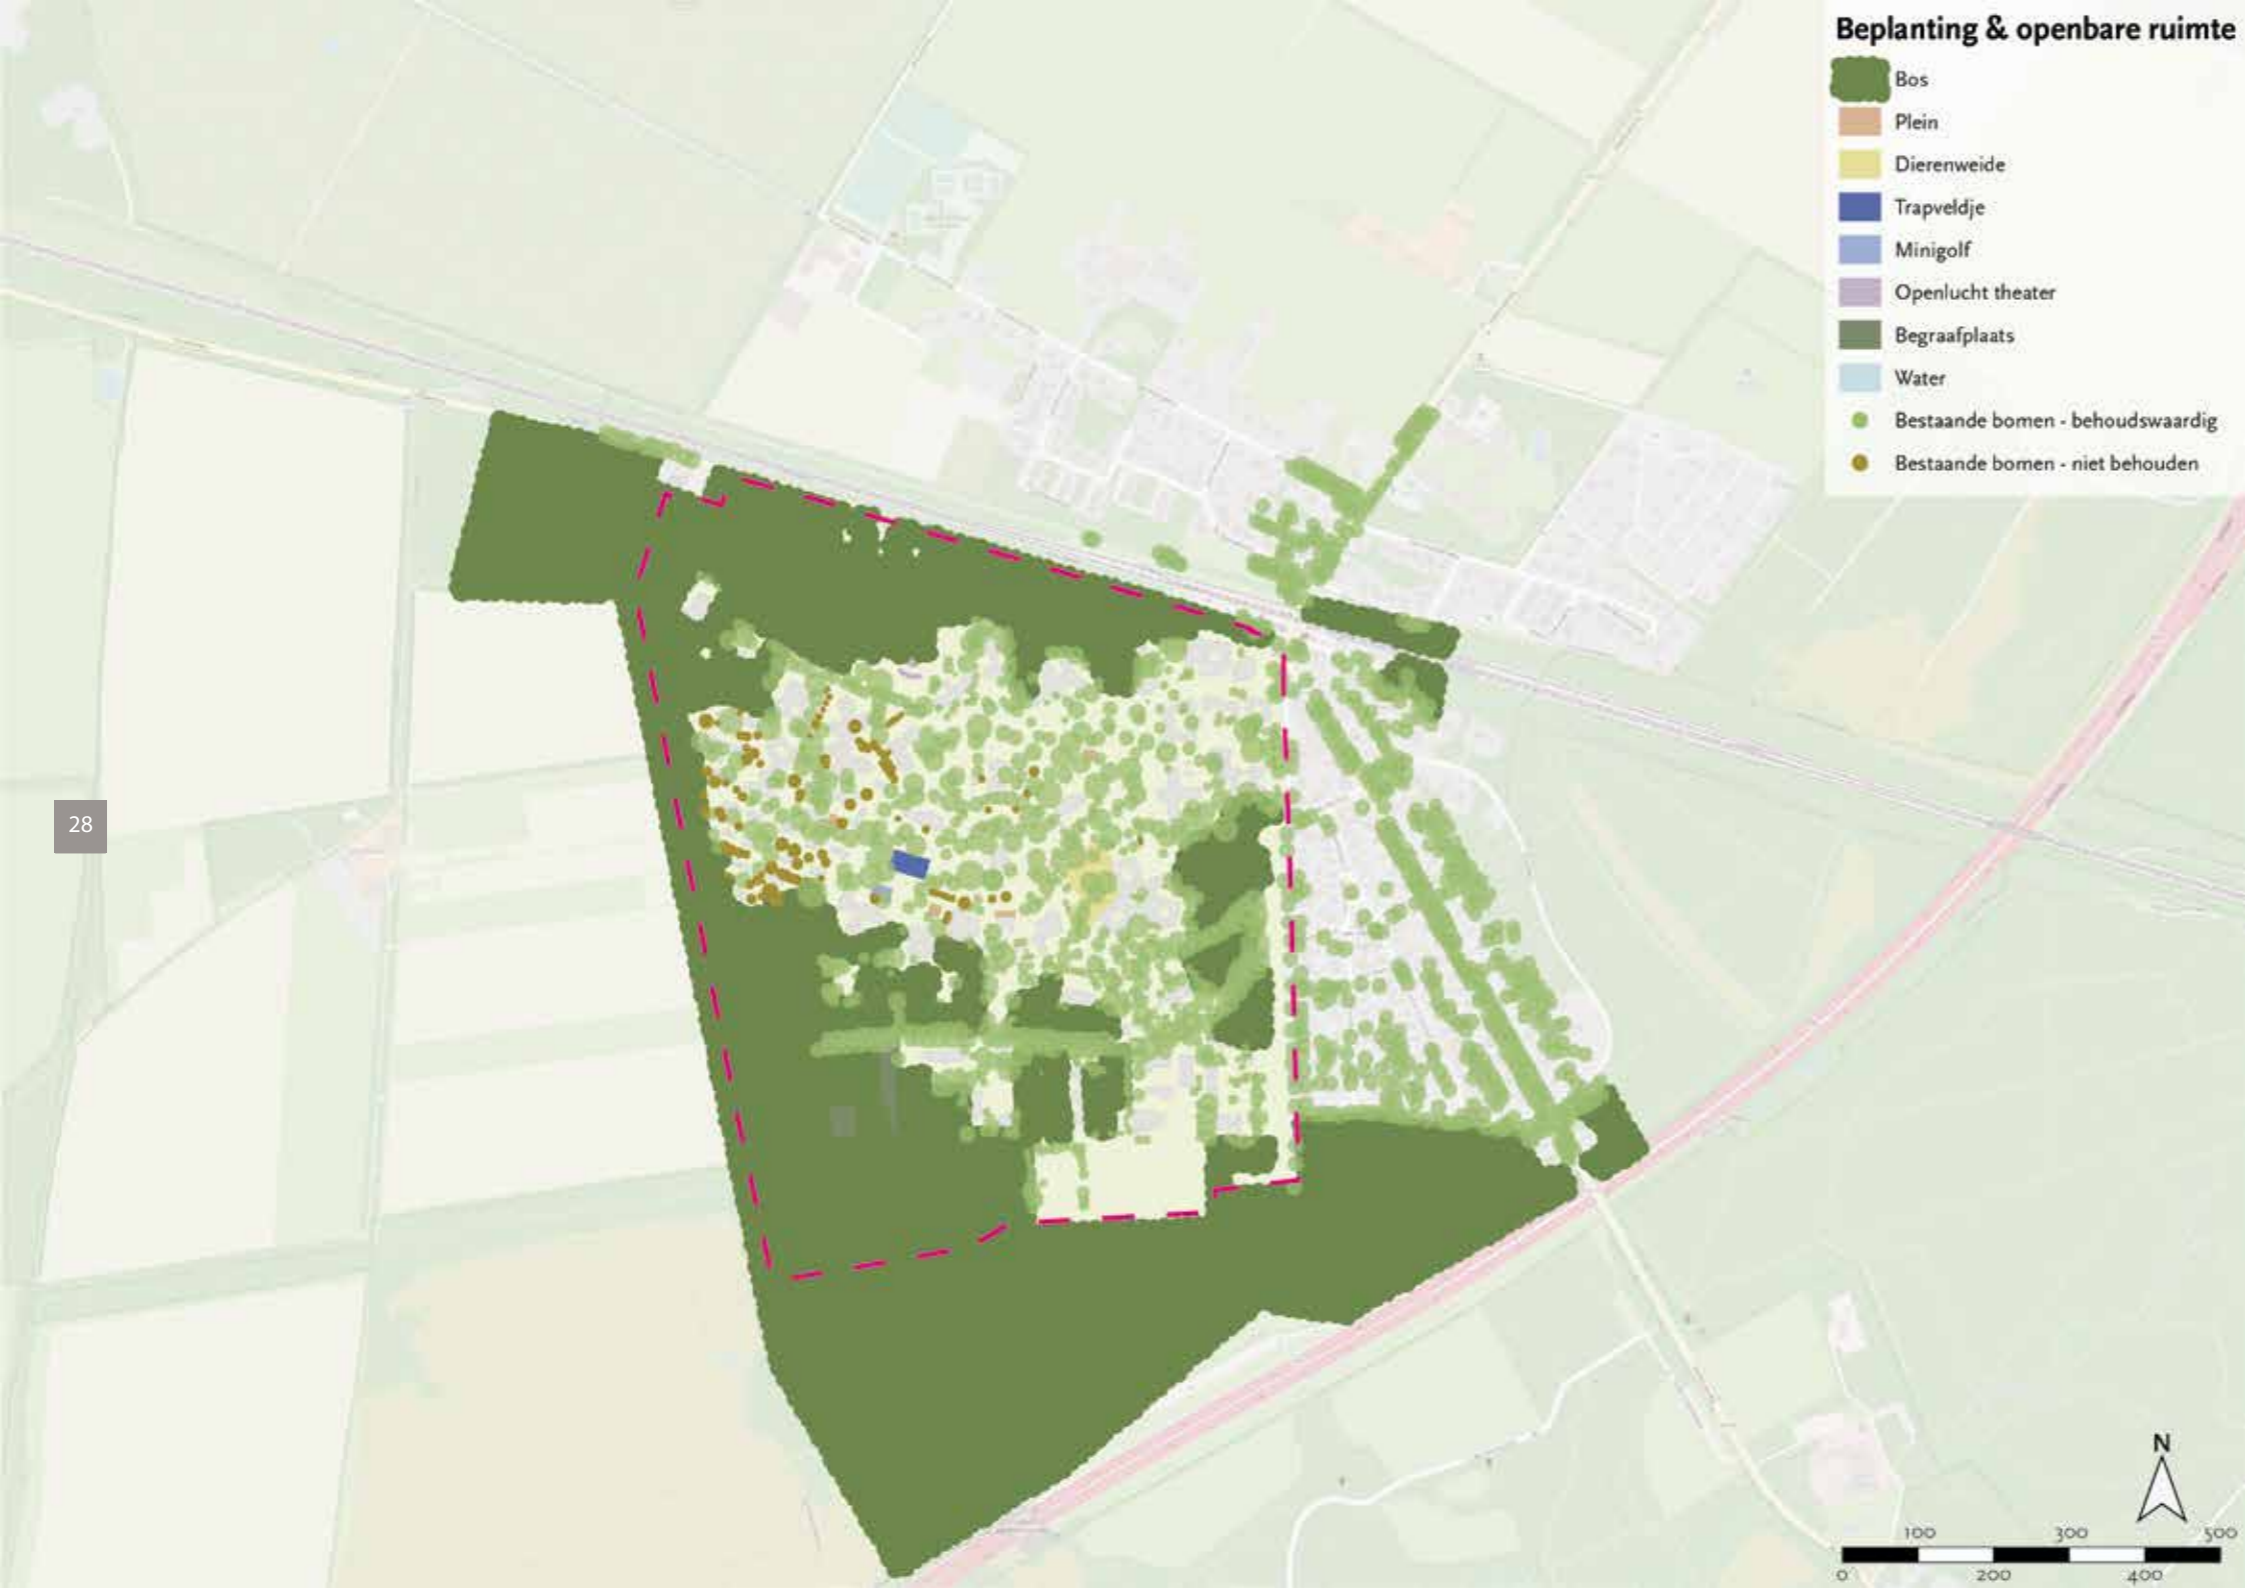 Beplanting & openbare ruimte
Bos
Plein
Dierenweide
Trapveldje
Minigolf
Openlucht theater
Begraafplaats
Water
Bestaande bomen - behoudswaardig
Bestaande bomen - niet behouden
28
N
100 300 500
0 200 400